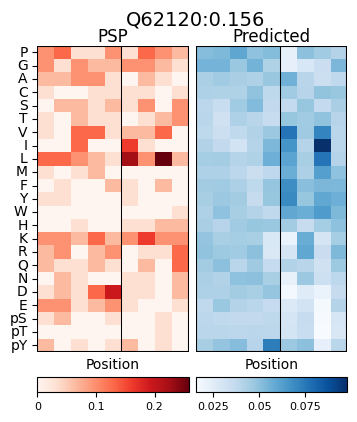 Q62120:0.156
PSP Predicted
P
G
A
C
S
T
V
I
L
M
F
Y
W
H
K
R
Q
N
D
E
pS
pT
pY
Position Position
0 0.1 0.2 0.025 0.05 0.075